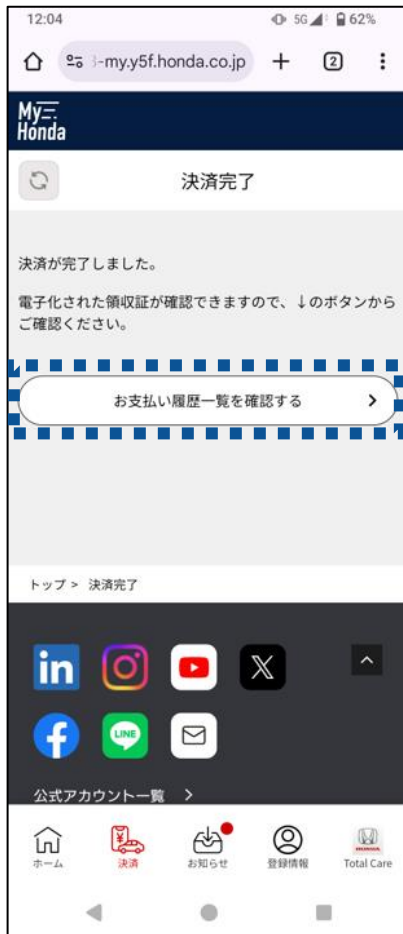 12:04
5G
62%
3-my.y5f.honda.co.jp
2
My
Honda
決済完了
決済が完了しました。
電子化された領収証が確認できますので、↓のボタンから
ご確認ください。
お支払い履歴一覧を確認する
トップ > 決済完了
in
LINE
公式アカウント一覧
ホーム
決済
お知らせ
登録情報
HONDA
Total Care